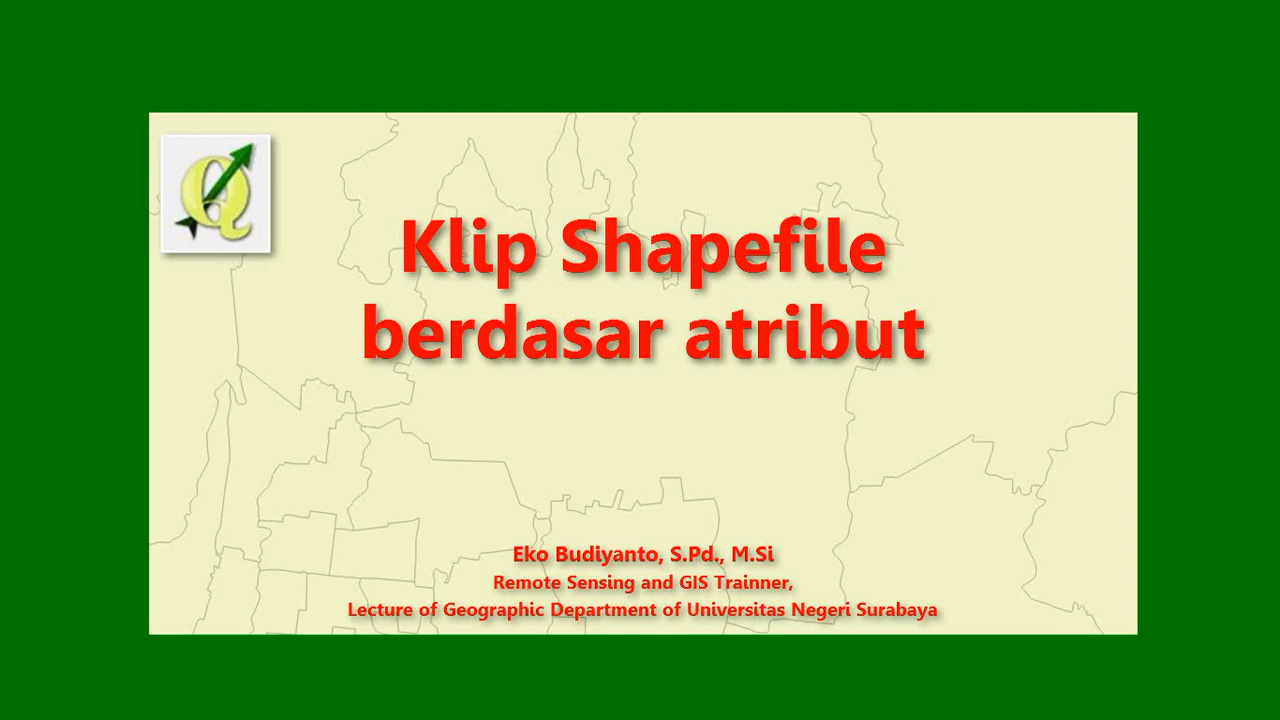 Q
Klip Shapefile
berdasar atribut
Eko Budiyanto, S.Pd., M.Si
Remote Sensing and GIS Trainner,
Lecture of Geographic Department of Universitas Negeri Surabaya